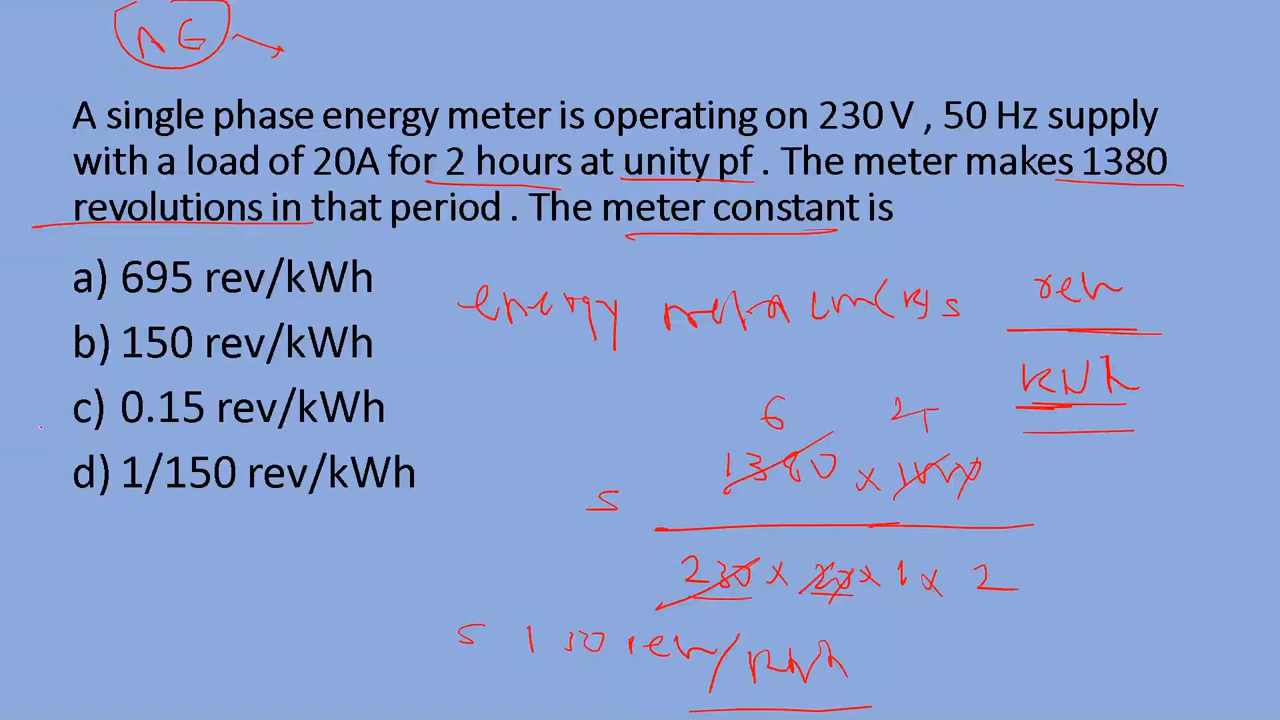 AG
A single phase energy meter is operating on 230 V , 50 Hz supply
with a load of 20A for 2 hours at unity pf . The meter makes 1380
revolutions in that period . The meter constant is
a) 695 rev/kWh
b) 150 rev/kWh
c) 0.15 rev/kWh
d) 1/150 rev/kWh
energy rev
kWh
6
1380 x 1000
230 x 20 x 1 x 2
150 rev/kWh